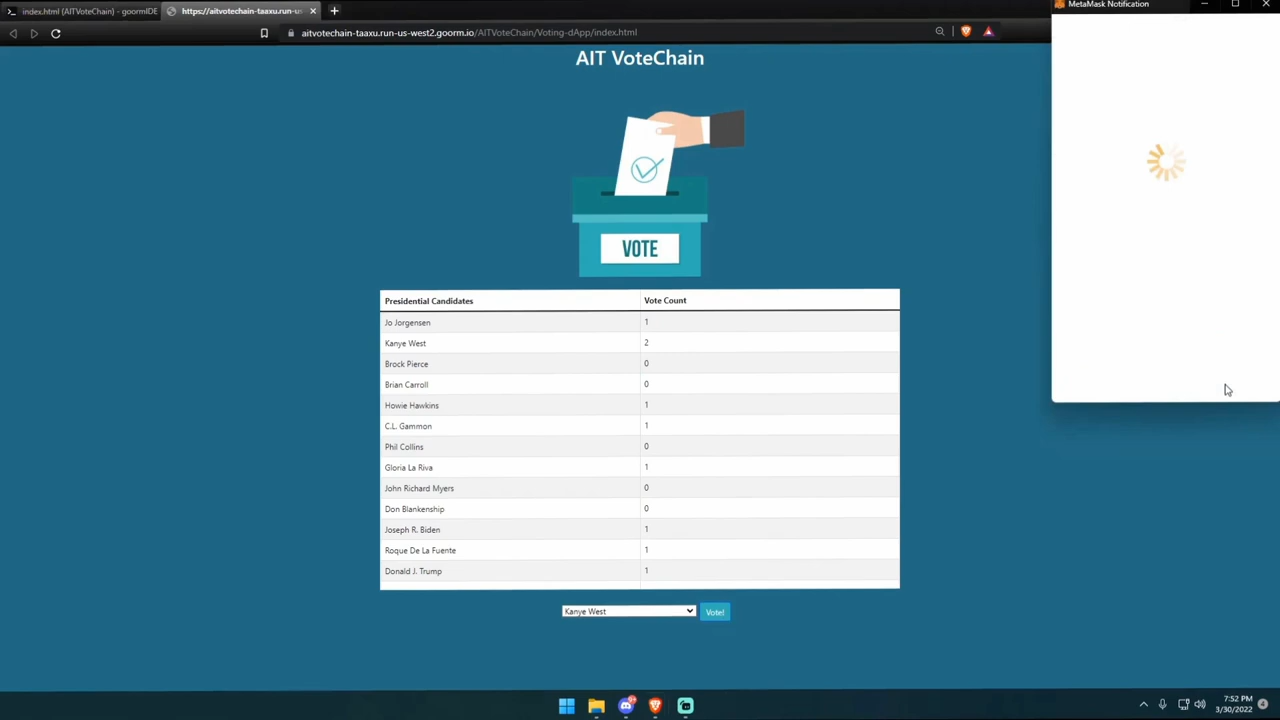 index.html (AITVoteChain) - goormIDE
https://aitvotechain-taaxu.run-us-
MetaMask Notification
aitvotechain-taaxu.run-us-west2.goorm.io/AITVoteChain/Voting-dApp/index.html
AIT VoteChain
VOTE
Presidential Candidates Vote Count
Jo Jorgensen 1
Kanye West 2
Brock Pierce 0
Brian Carroll 0
Howie Hawkins 1
C.L. Gammon 1
Phil Collins 0
Gloria La Riva 1
John Richard Myers 0
Don Blankenship 0
Joseph R. Biden 1
Roque De La Fuente 1
Donald J. Trump 1
Kanye West Vote!
7:52 PM
3/30/2022